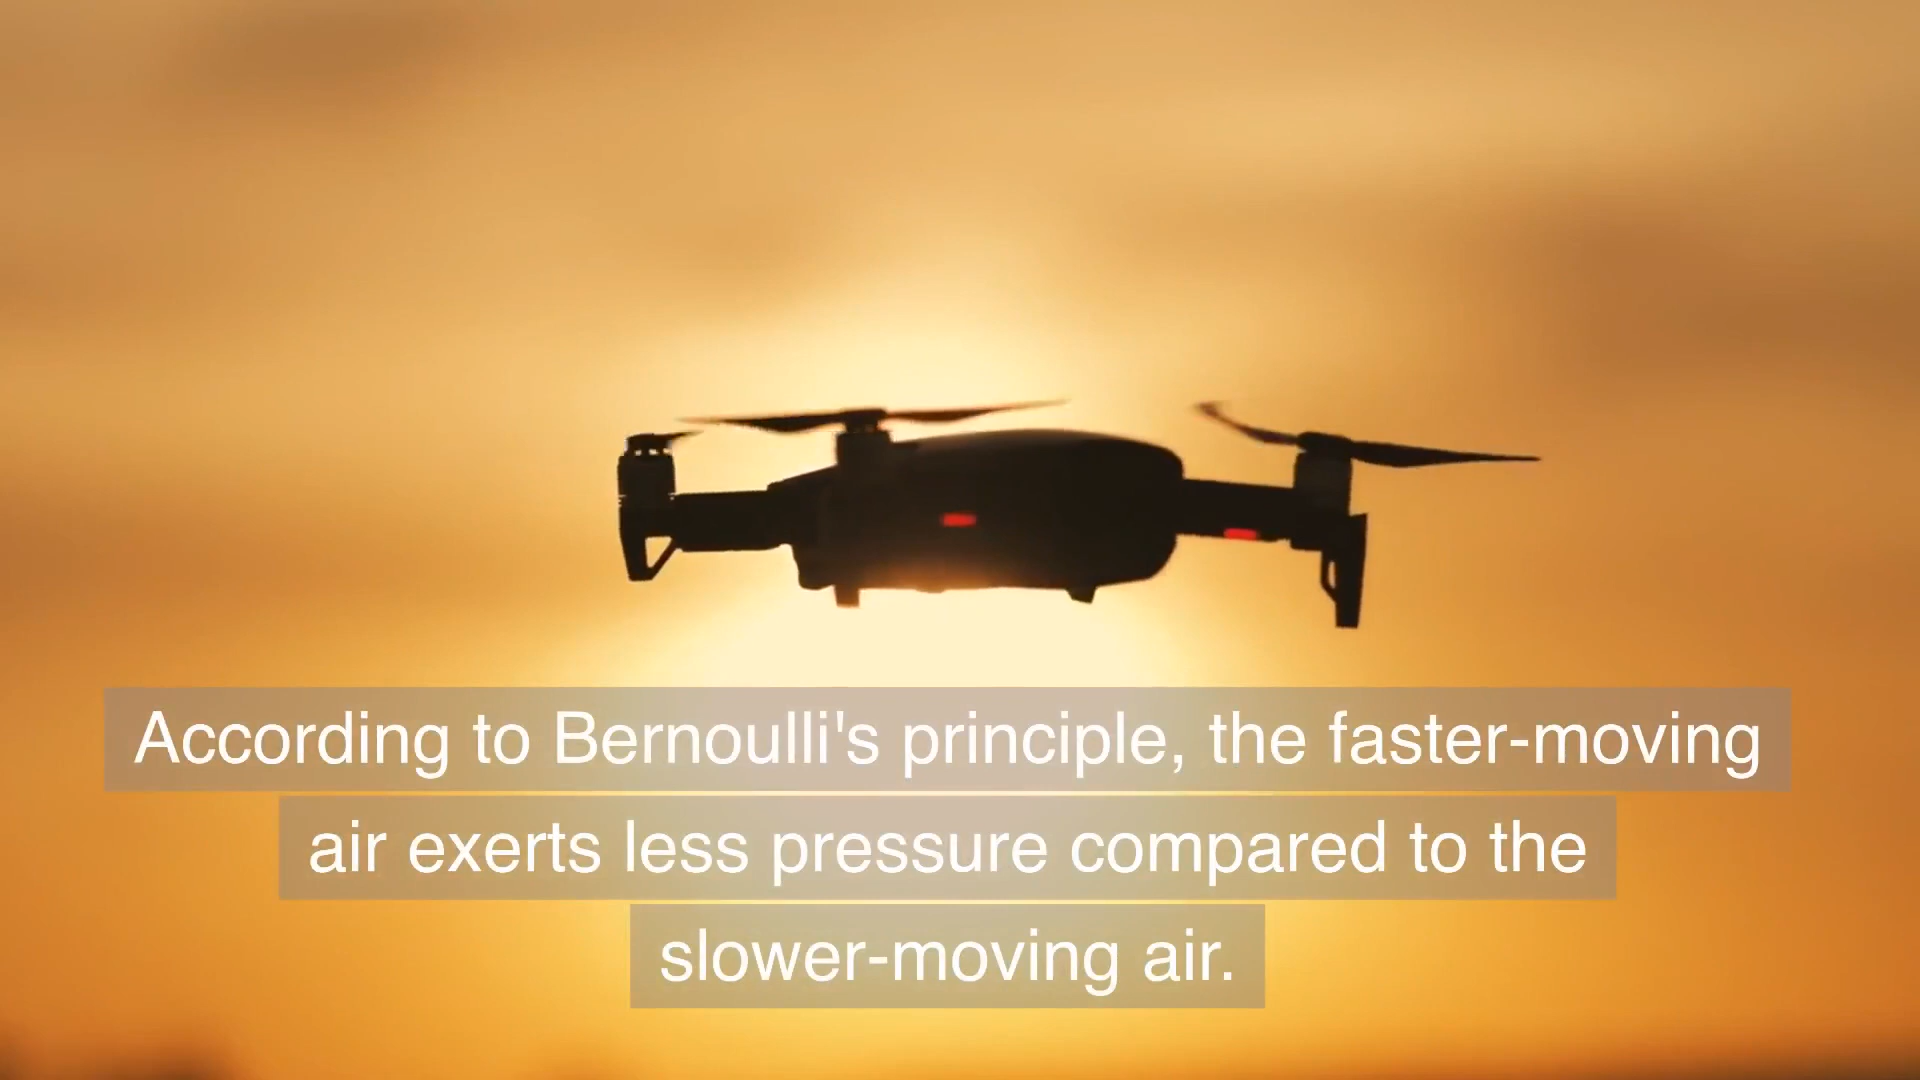 According to Bernoulli's principle, the faster-moving
air exerts less pressure compared to the
slower-moving air.